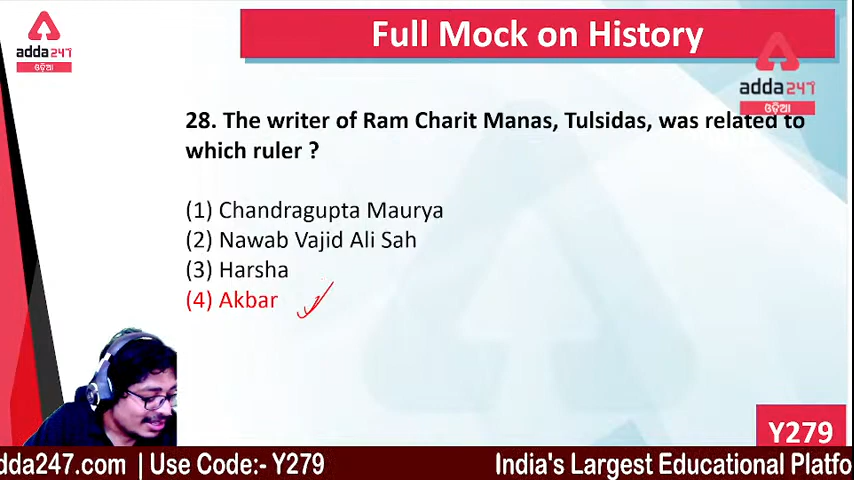 Full Mock on History
adda247
ଓଡ଼ିଆ
adda247
ଓଡ଼ିଆ
28. The writer of Ram Charit Manas, Tulsidas, was related to
which ruler ?
(1) Chandragupta Maurya
(2) Nawab Vajid Ali Sah
(3) Harsha
(4) Akbar
Y279
dda247.com | Use Code:- Y279
India's Largest Educational Platfo